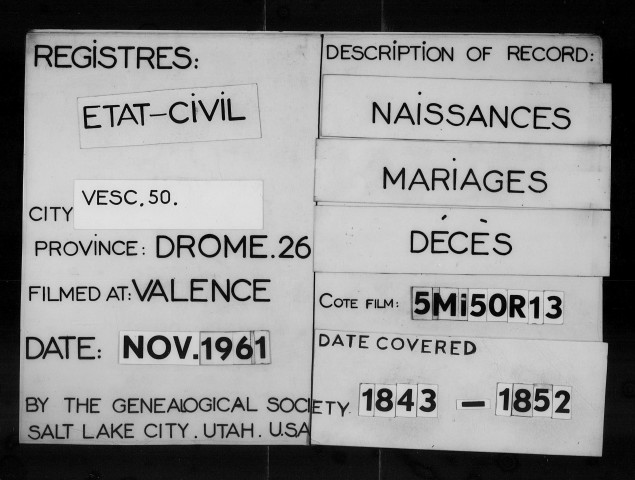 REGISTRES:
ETAT-CIVIL
CITY VESC, 50.
PROVINCE: DROME. 26
FILMED AT: VALENCE
DATE: NOV. 1961
BY THE GENEALOGICAL SOCIETY
SALT LAKE CITY. UTAH. U.S.A
DESCRIPTION OF RECORD:
NAISSANCES
MARIAGES
DÉCÈS
COTE FILM: 5Mi50R13
DATE COVERED
1843 - 1852